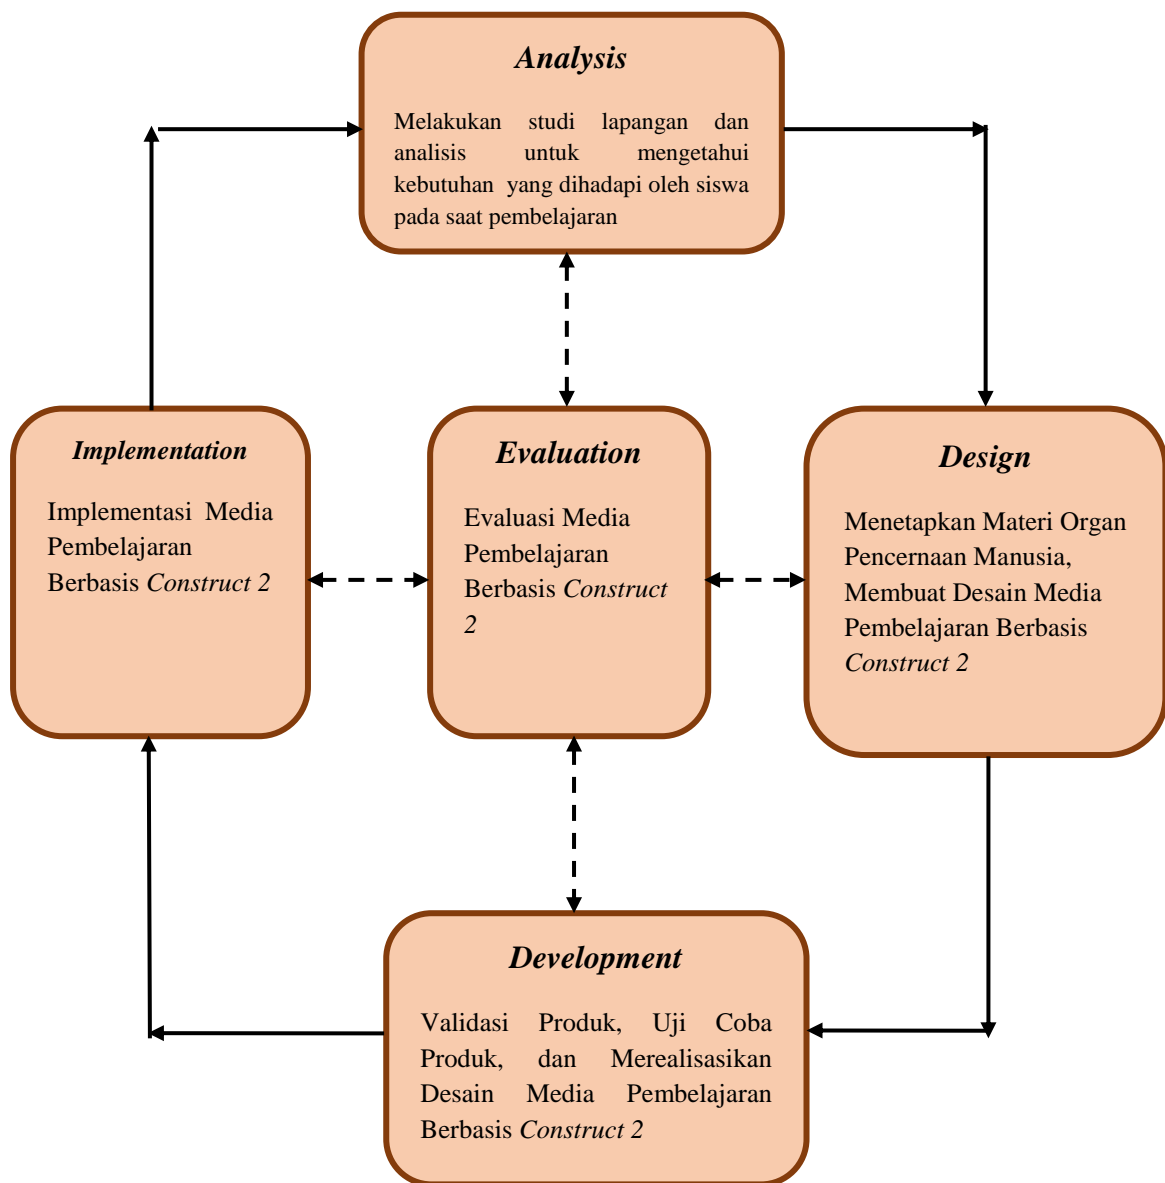 Analysis
Melakukan studi lapangan dan
analisis untuk mengetahui
kebutuhan yang dihadapi oleh siswa
pada saat pembelajaran
Implementation
Implementasi Media
Pembelajaran
Berbasis Construct 2
Evaluation
Evaluasi Media
Pembelajaran
Berbasis Construct
2
Design
Menetapkan Materi Organ
Pencernaan Manusia,
Membuat Desain Media
Pembelajaran Berbasis
Construct 2
Development
Validasi Produk, Uji Coba
Produk, dan Merealisasikan
Desain Media Pembelajaran
Berbasis Construct 2